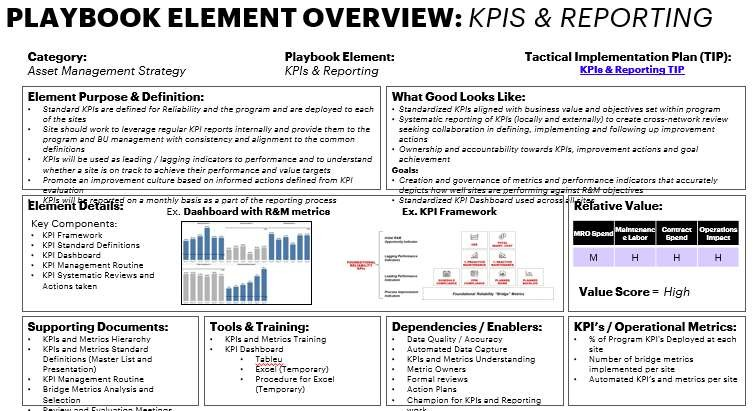 PLAYBOOK ELEMENT OVERVIEW: KPIS & REPORTING
Category:
Asset Management Strategy
Playbook Element:
KPIs & Reporting
Tactical Implementation Plan (TIP):
KPIs & Reporting TIP
Element Purpose & Definition:
• Standard KPIs are defined for Reliability and the program and are deployed to each
of the sites
• Site should work to leverage regular KPI reports internally and provide them to the
program and BU management with consistency and alignment to the common
definitions
• KPIs will be used as leading / lagging indicators to performance and to understand
whether a site is on track to achieve their performance and value targets
• Promote an improvement culture based on informed actions defined from KPI
evaluation
• KPIs will be reported on a monthly basis as a part of the reporting process
What Good Looks Like:
• Standardized KPIs aligned with business value and objectives set within program
• Systematic reporting of KPIs (locally and externally) to create cross-network review
seeking collaboration in defining, implementing and following up improvement
actions
• Ownership and accountability towards KPIs, improvement actions and goal
achievement
Goals:
• Creation and governance of metrics and performance indicators that accurately
depicts how well sites are performing against R&M objectives
• Standardized KPI Dashboard used across all sites
Element Details:
Key Components:
• KPI Framework
• KPI Standard Definitions
• KPI Dashboard
• KPI Management Routine
• KPI Systematic Reviews and
Actions taken
Ex. Dashboard with R&M metrics
Ex. KPI Framework
Foundational Reliability "Bridge" Metrics
Relative Value:
MRO Spend
Maintenanc
e Labor
Contract
Spend
Operations
Impact
M H H H
Value Score = High
Supporting Documents:
• KPIs and Metrics Hierarchy
• KPIs and Metrics Standard
Definitions (Master List and
Presentation)
• KPI Management Routine
• Bridge Metrics Analysis and
Selection
• Review and Evaluation Meetings
Tools & Training:
• KPIs and Metrics Training
• KPI Dashboard
• Tableu
• Excel (Temporary)
• Procedure for Excel
(Temporary)
Dependencies / Enablers:
• Data Quality / Accuracy
• Automated Data Capture
• KPIs and Metrics Understanding
• Metric Owners
• Formal reviews
• Action Plans
• Champion for KPIs and Reporting
work
KPI's / Operational Metrics:
• % of Program KPI's Deployed at each
site
• Number of bridge metrics
implemented per site
• Automated KPI's and metrics per site